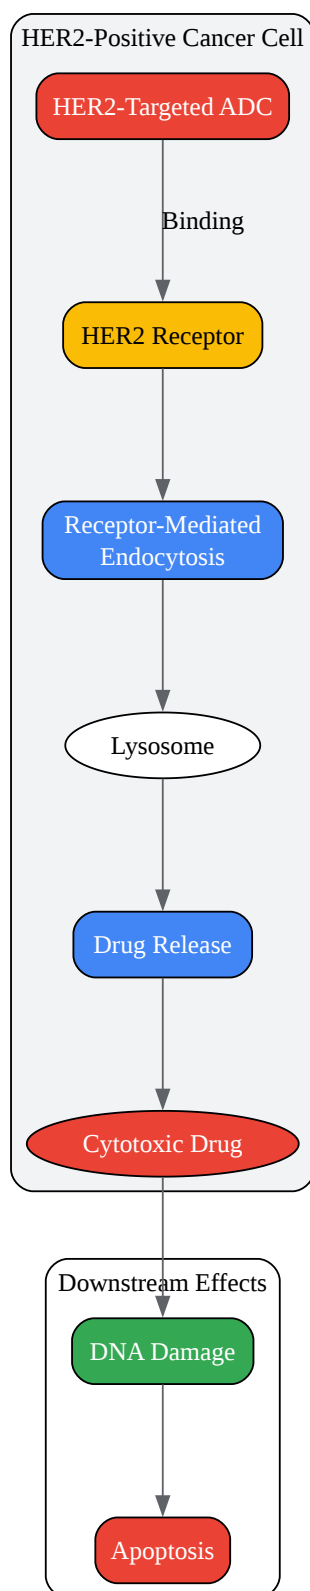 HER2-Positive Cancer Cell
HER2-Targeted ADC
Binding
HER2 Receptor
Receptor-Mediated
Endocytosis
Lysosome
Drug Release
Cytotoxic Drug
Downstream Effects
DNA Damage
Apoptosis